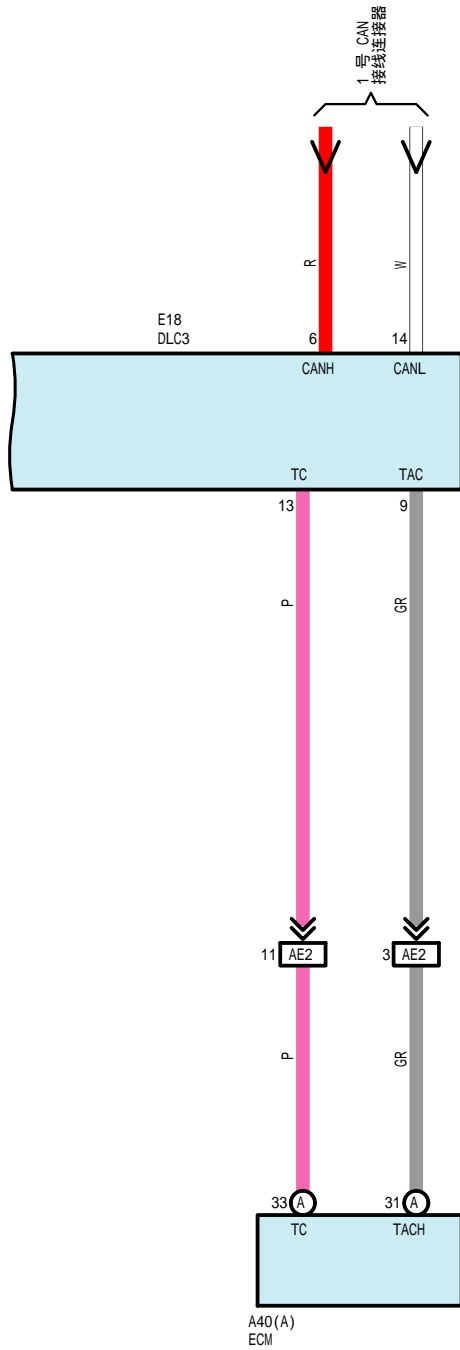 1 号 CAN
接线连接器
R
W
E18
DLC3
6
14
CANH
CANL
TC
TAC
13
9
P
GR
11 AE2
3 AE2
P
GR
33 A
31 A
TC
TACH
A40(A)
ECM